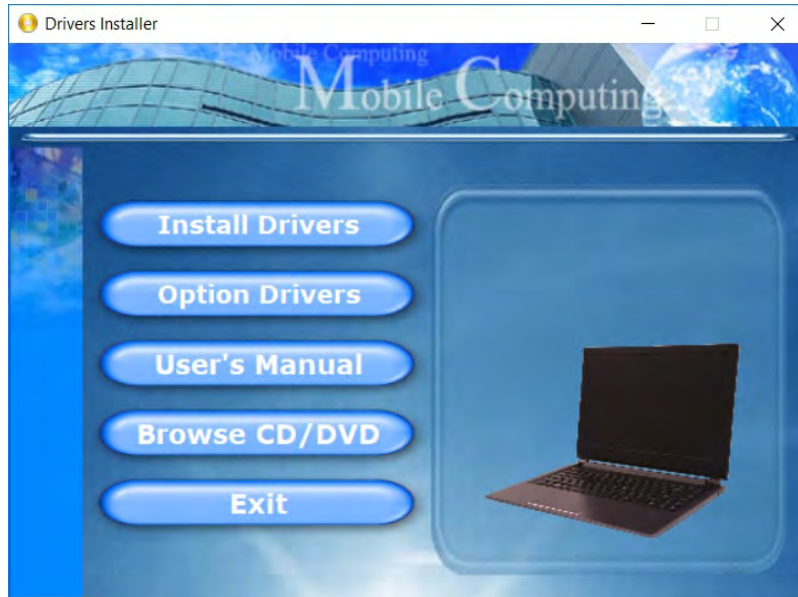 Drivers Installer
Mobile Computing
Mobile Computing
Install Drivers
Option Drivers
User's Manual
Browse CD/DVD
Exit